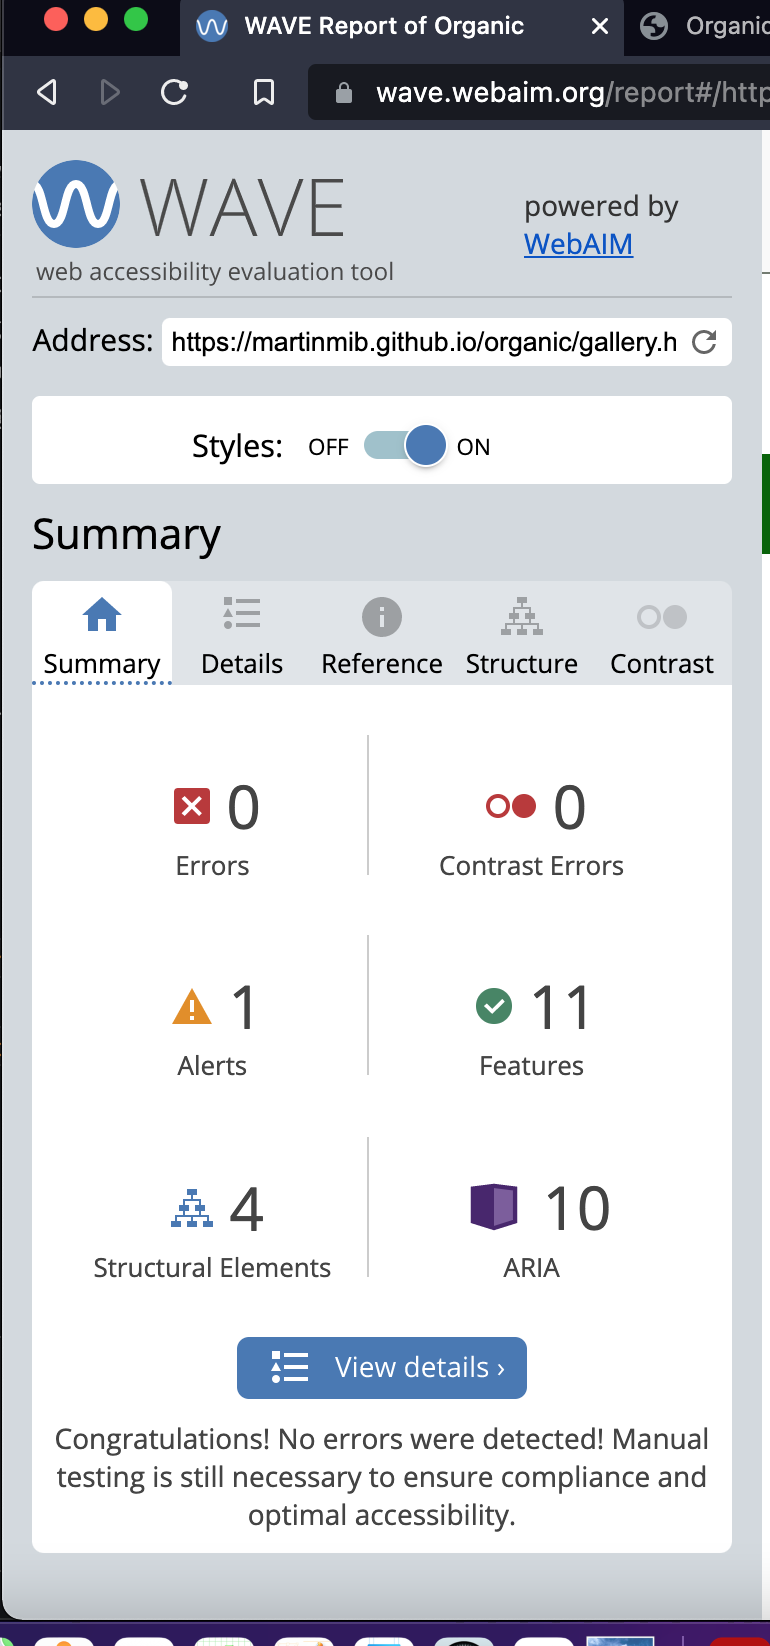 WAVE Report of Organic
Organic
wave.webaim.org/report#/http
WAVE
powered by
WebAIM
web accessibility evaluation tool
Address: https://martinmib.github.io/organic/gallery.h
Styles: OFF ON
Summary
Summary Details Reference Structure Contrast
0 0
Errors Contrast Errors
1 11
Alerts Features
4 10
Structural Elements ARIA
View details ›
Congratulations! No errors were detected! Manual
testing is still necessary to ensure compliance and
optimal accessibility.